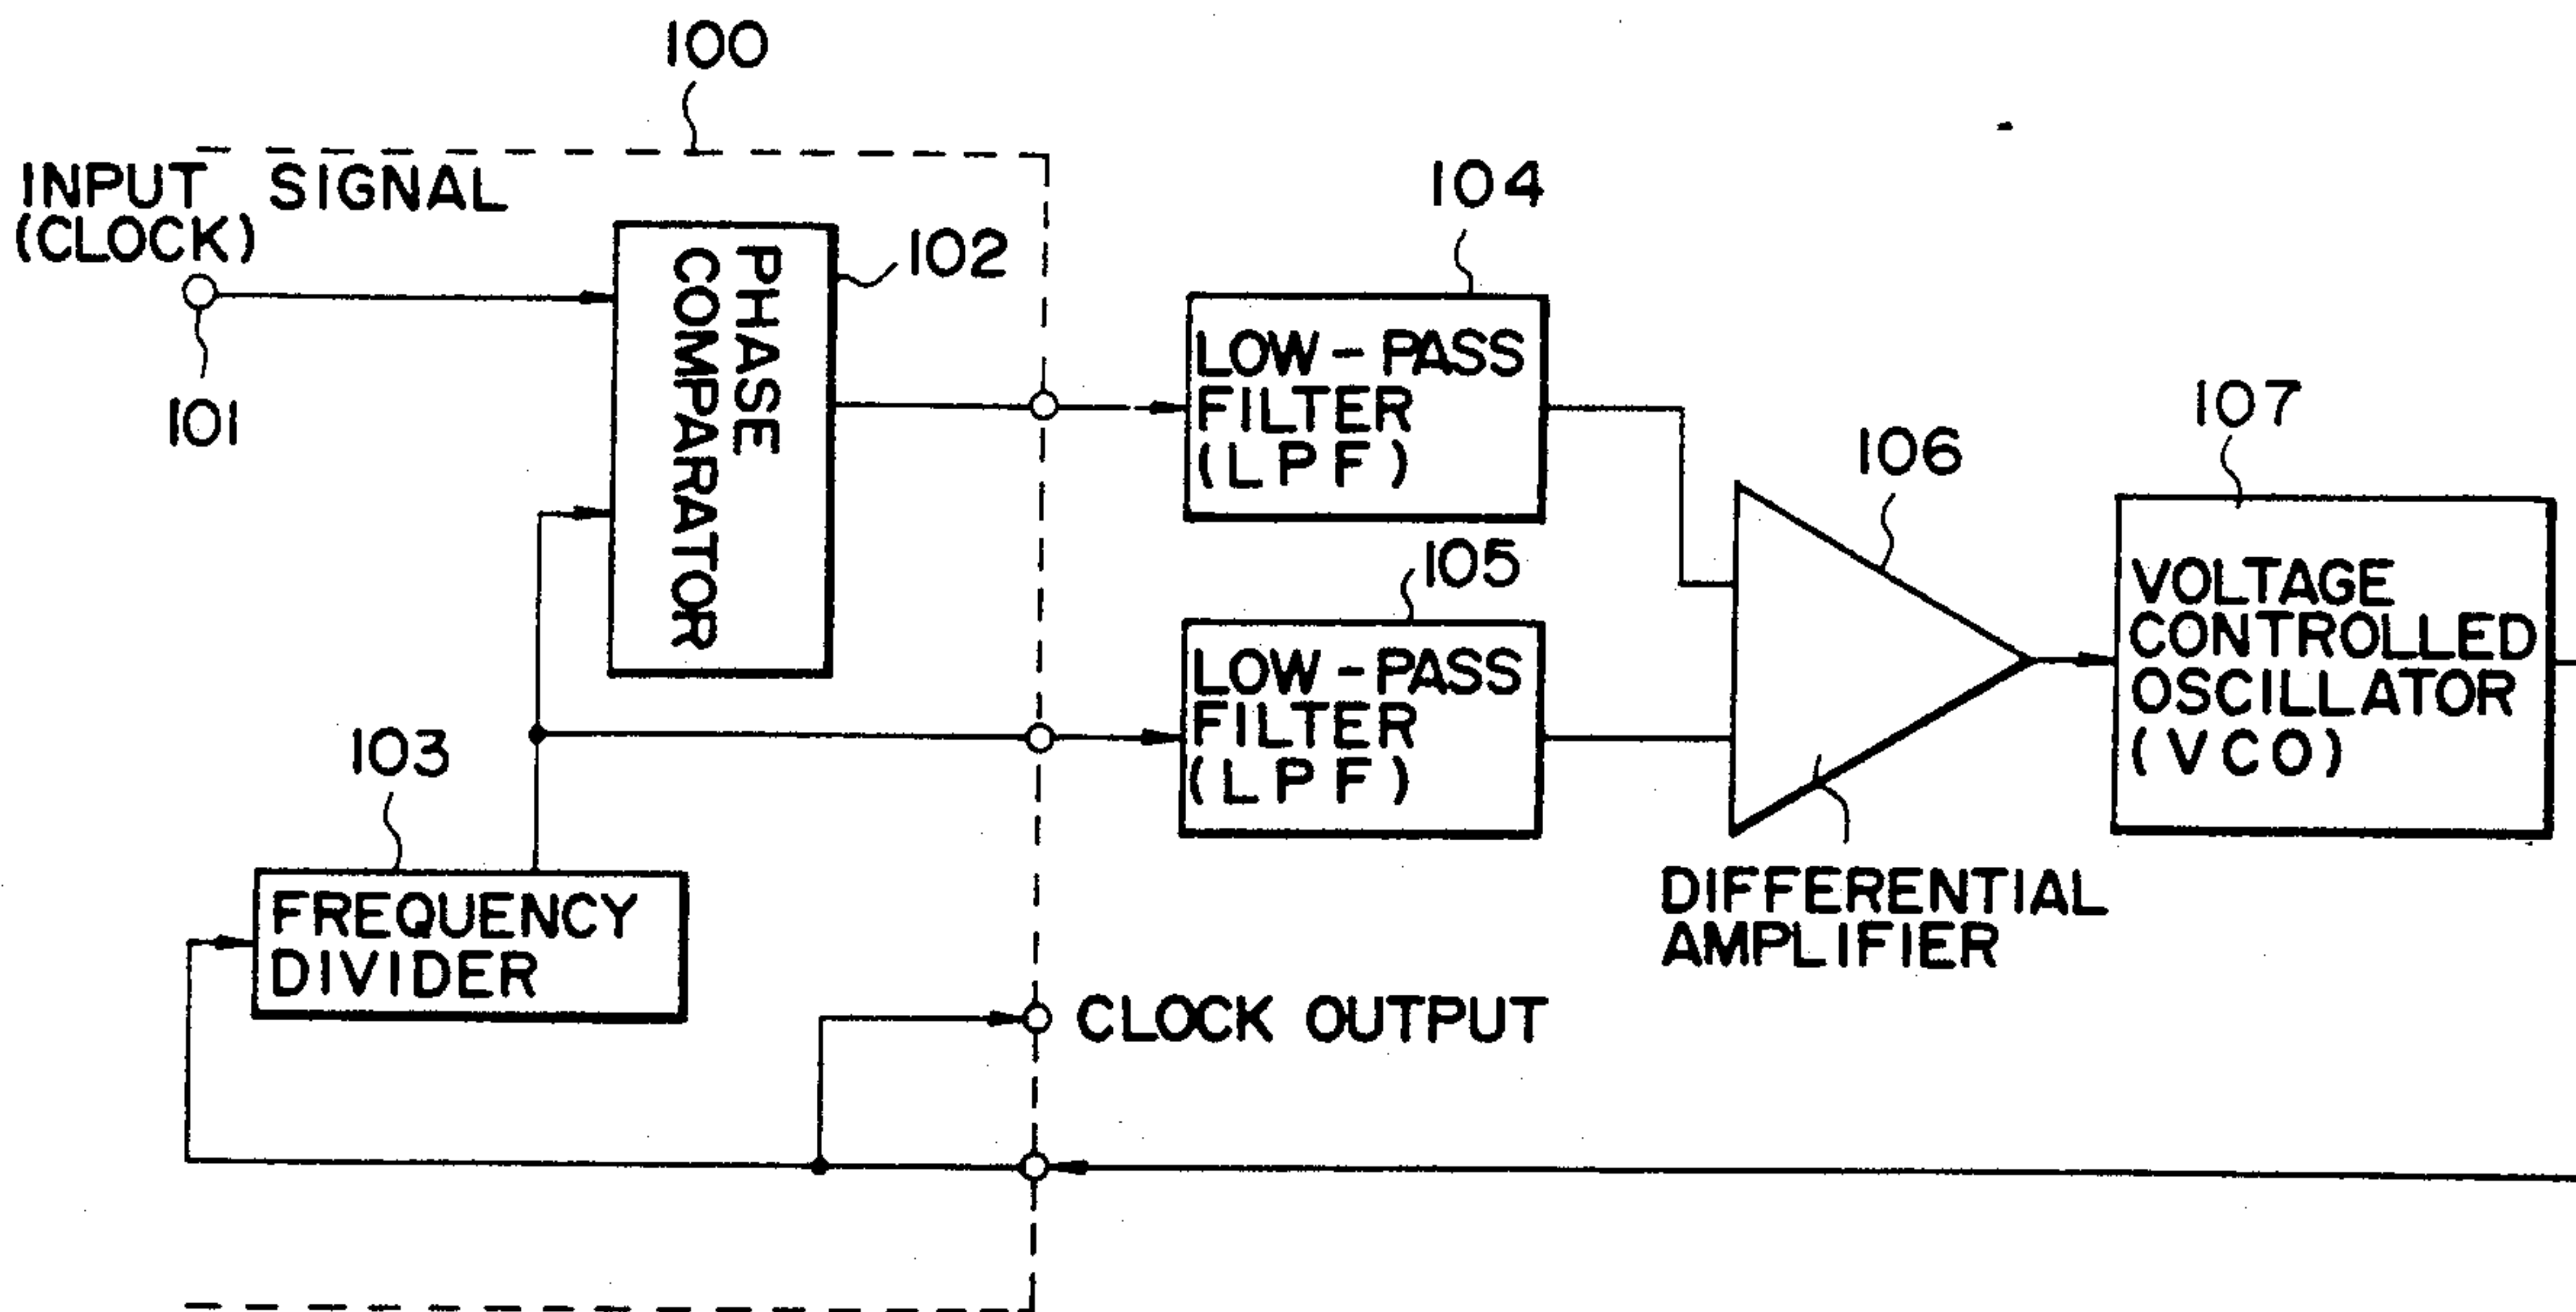 100
INPUT SIGNAL
(CLOCK)
101
PHASE
COMPARATOR
102
103
FREQUENCY
DIVIDER
104
LOW-PASS
FILTER
(LPF)
105
LOW-PASS
FILTER
(LPF)
106
DIFFERENTIAL
AMPLIFIER
107
VOLTAGE
CONTROLLED
OSCILLATOR
(VCO)
CLOCK OUTPUT